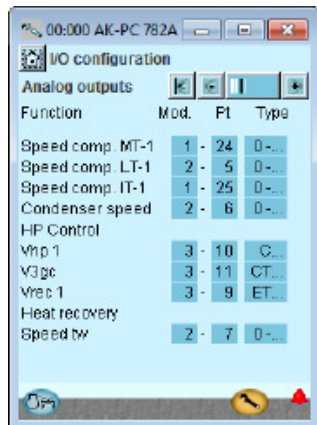 00:000 AK-PC 782A
I/O configuration
Analog outputs
Function Mod. Pt Type
Speed comp. MT-1 1 - 24 0-...
Speed comp. LT-1 2 - 5 0-...
Speed comp. IT-1 1 - 25 0-...
Condenser speed 2 - 6 0-...
HP Control
Vhp 1 3 - 10 C...
V3gc 3 - 11 CT...
Vrec 1 3 - 9 ET...
Heat recovery
Speed tw 2 - 7 0-...